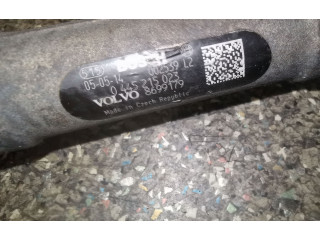 BOSCH
05-05-14
0 445 215 023
VOLVO 8699179
Made in Czech Republic